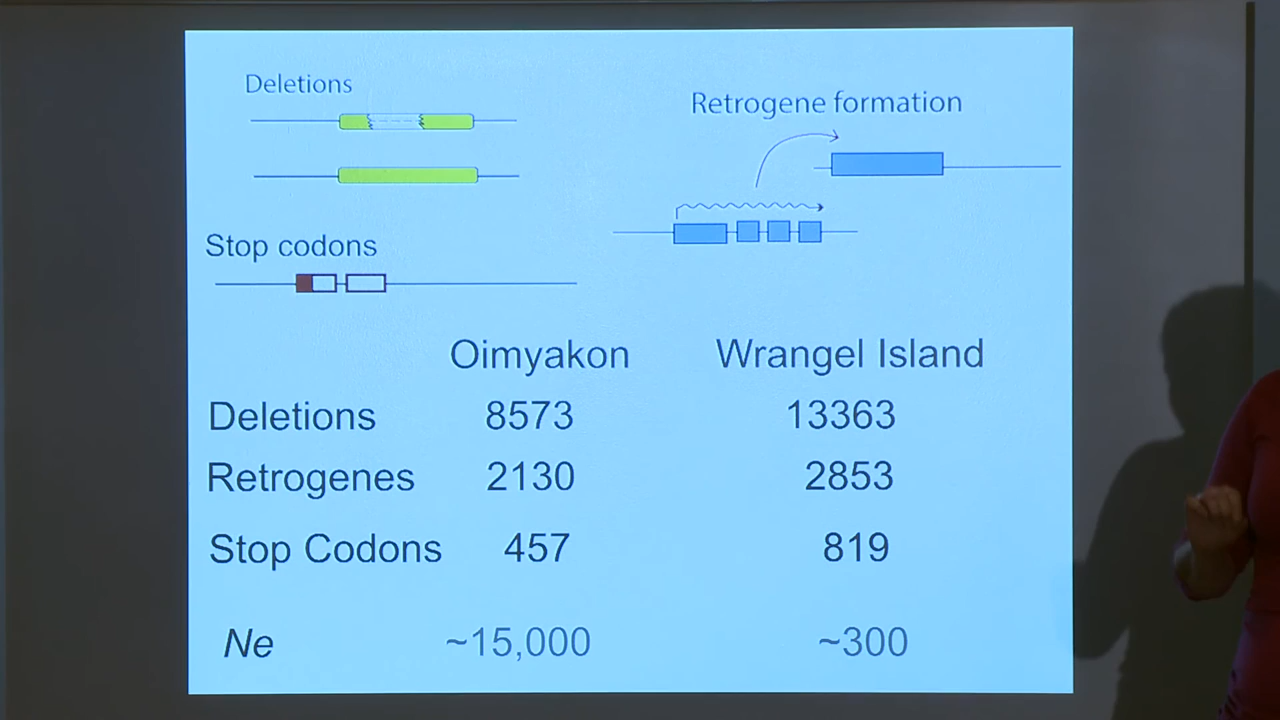 Deletions
Retrogene formation
Stop codons
Oimyakon Wrangel Island
Deletions 8573 13363
Retrogenes 2130 2853
Stop Codons 457 819
Ne ~15,000 ~300